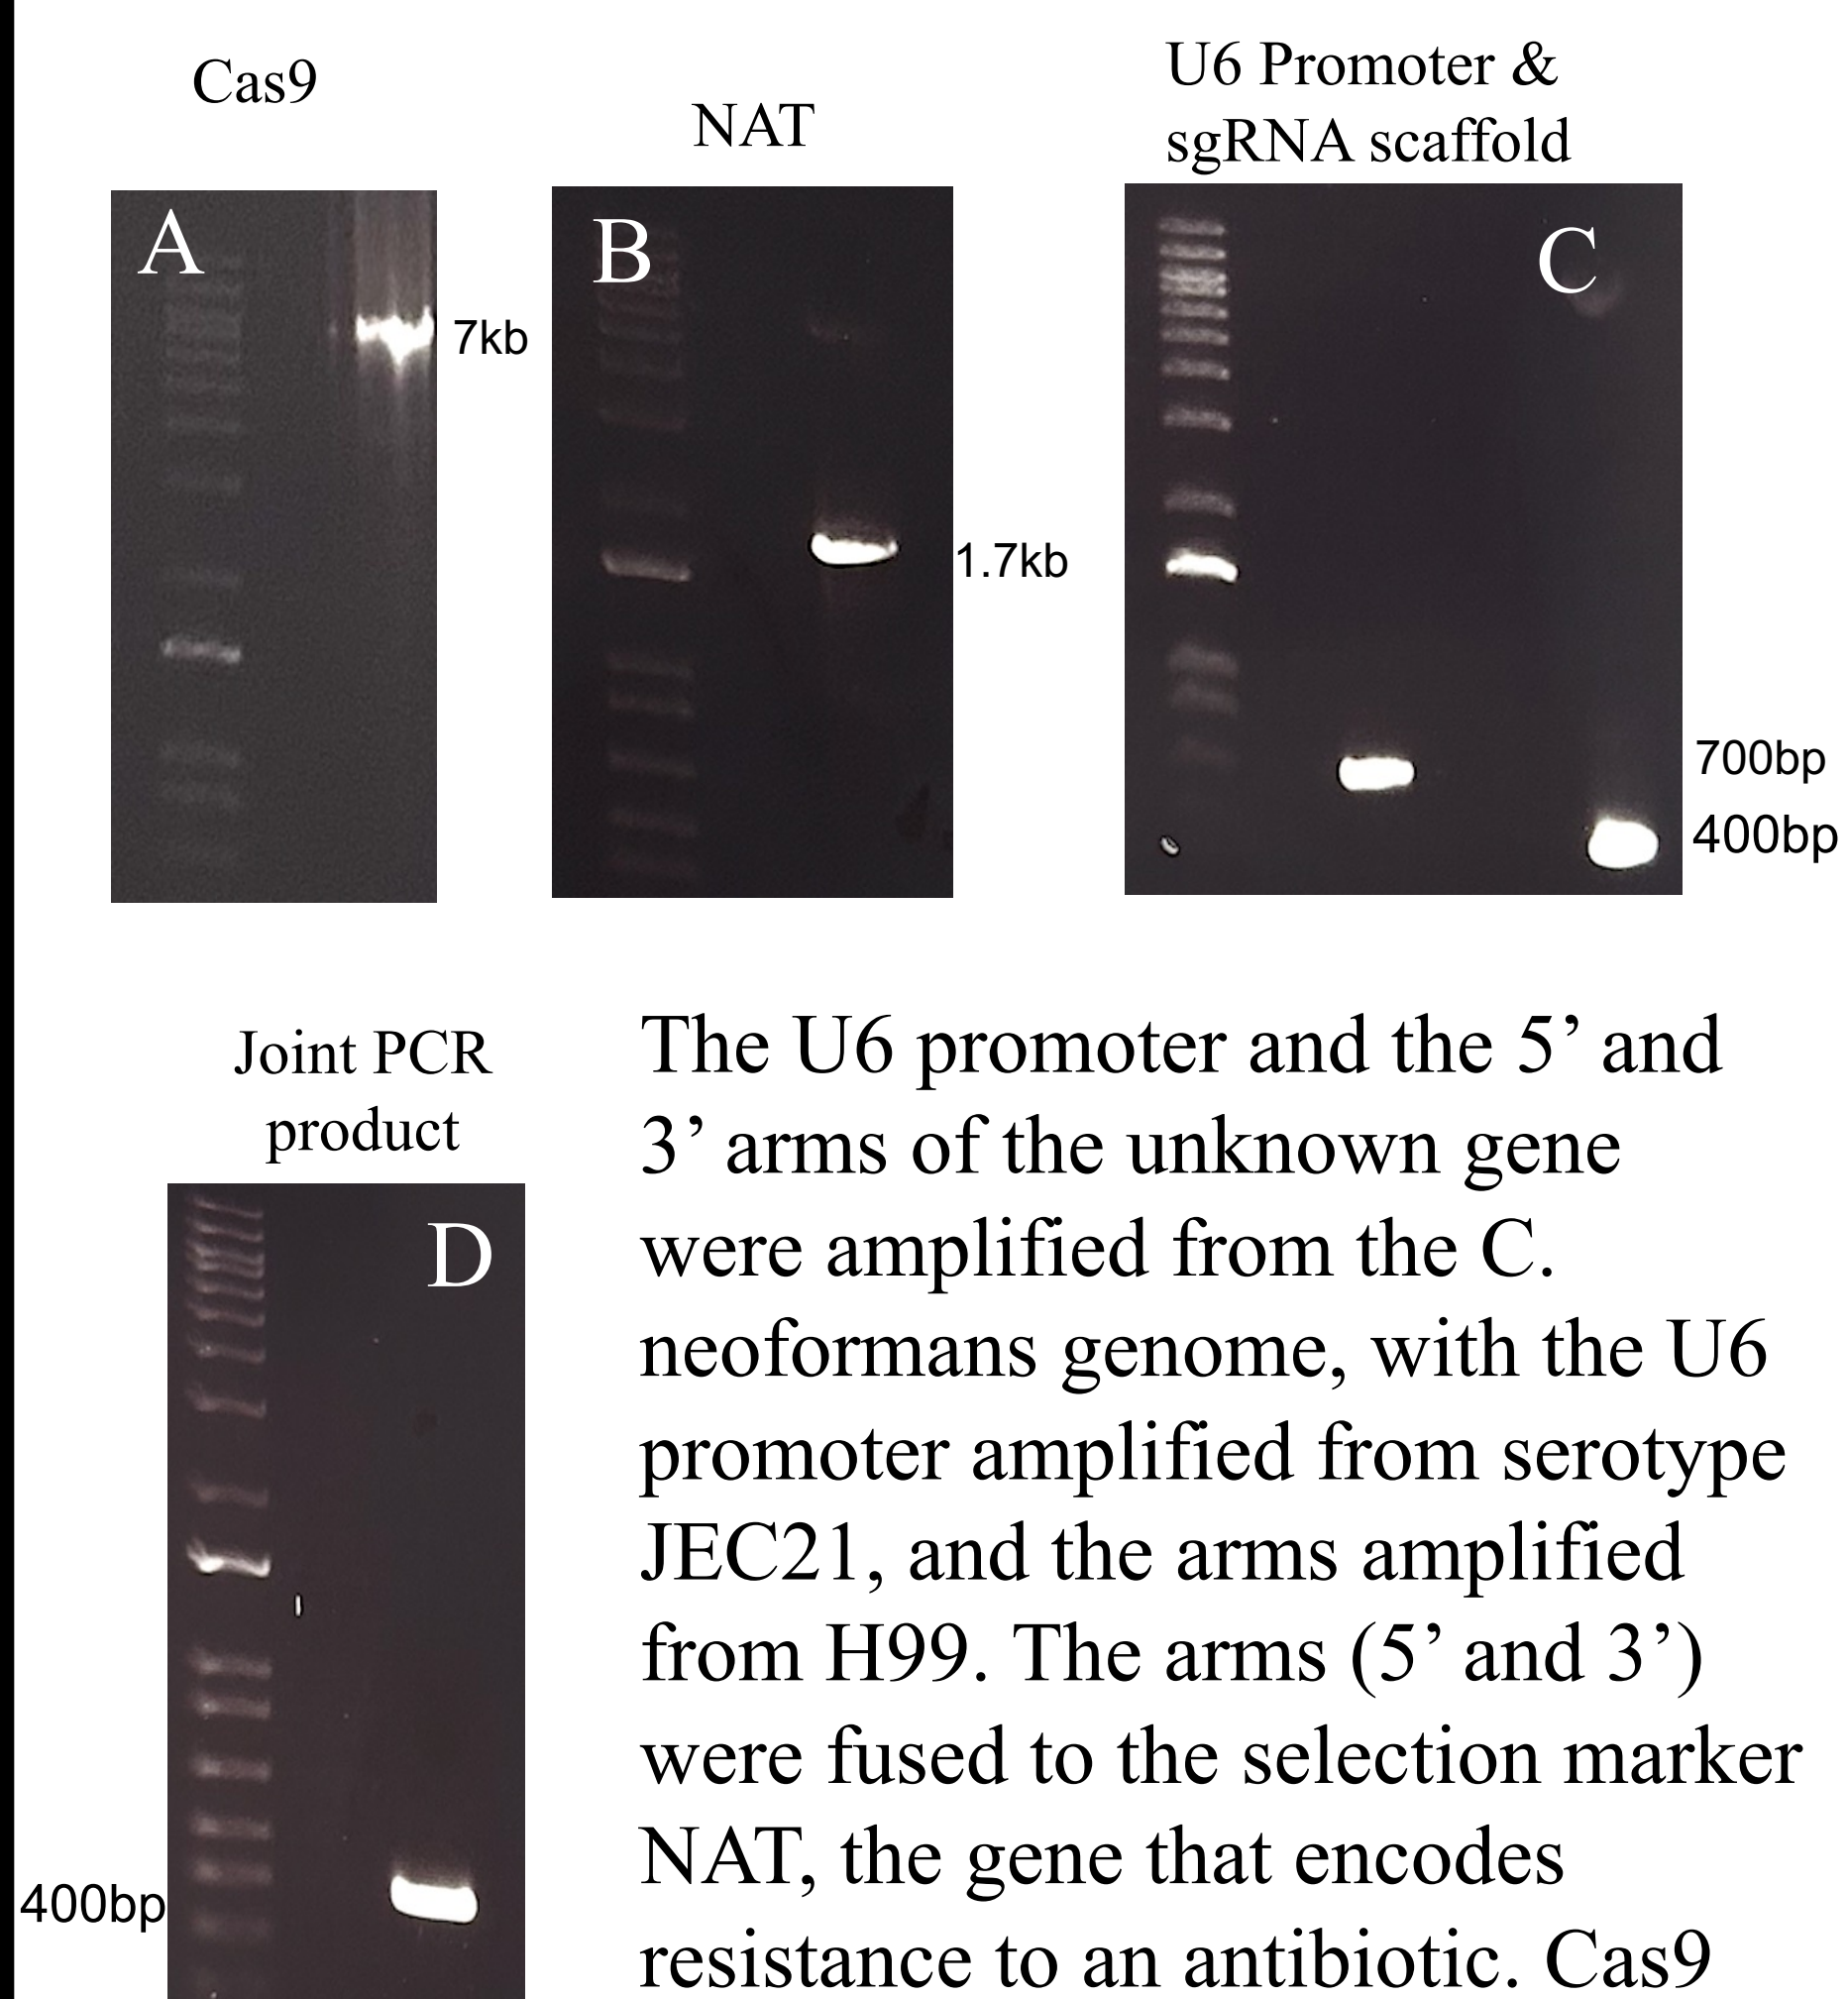 Cas9
NAT
U6 Promoter &
sgRNA scaffold
A
B
C
7kb
1.7kb
700bp
400bp
Joint PCR
product
D
400bp
The U6 promoter and the 5’ and
3’ arms of the unknown gene
were amplified from the C.
neoformans genome, with the U6
promoter amplified from serotype
JEC21, and the arms amplified
from H99. The arms (5’ and 3’)
were fused to the selection marker
NAT, the gene that encodes
resistance to an antibiotic. Cas9